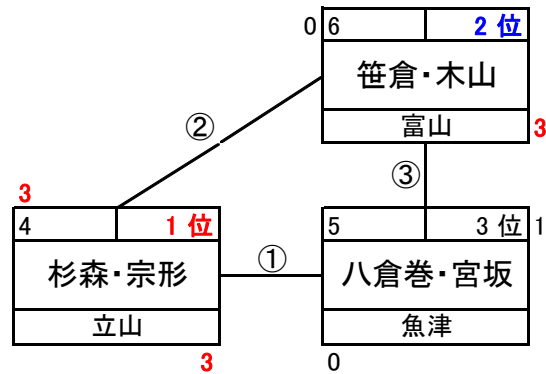 0 6 2 位
笹倉・木山
富山
3
②
③
3
4 1 位
杉森・宗形
立山
3
①
5 3 位 1
八倉巻・宮坂
魚津
0